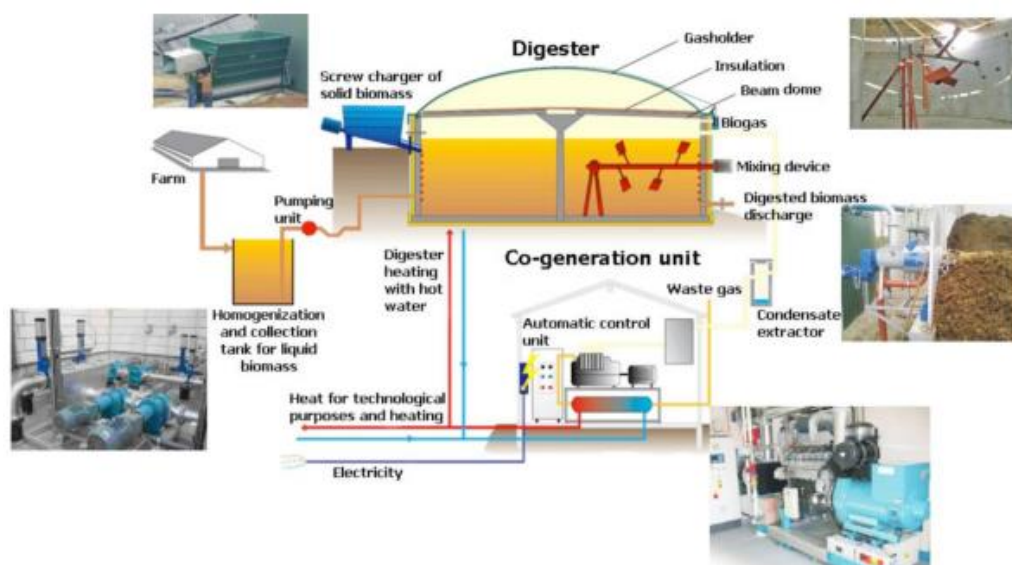 Digester
Gasholder
Insulation
Beam dome
Biogas
Screw charger of
solid biomass
Farm
Pumping
unit
Mixing device
Digested biomass
discharge
Digester
heating
with hot
water
Co-generation unit
Waste gas
Condensate
extractor
Homogenization
and collection
tank for liquid
biomass
Automatic control
unit
Heat for technological
purposes and heating
Electricity